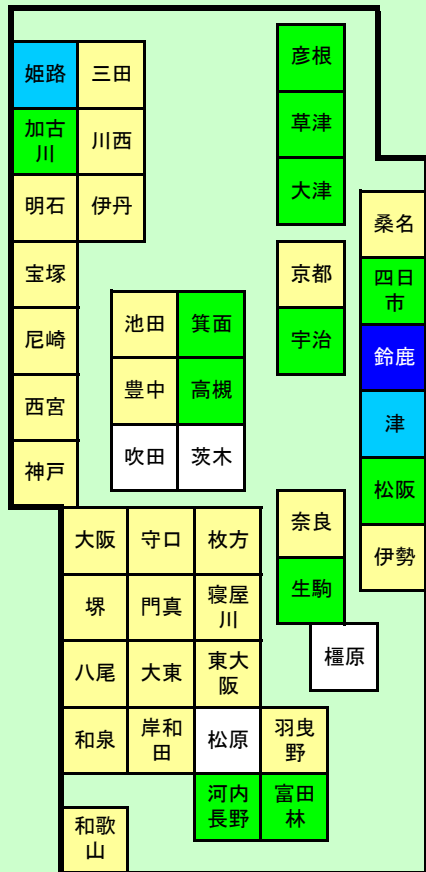 姫路
三田
加古
川
川西
明石
伊丹
宝塚
尼崎
西宮
神戸
彦根
草津
大津
京都
宇治
桑名
四日
市
鈴鹿
津
松阪
伊勢
池田
箕面
豊中
高槻
吹田
茨木
奈良
生駒
橿原
大阪
守口
枚方
堺
門真
寝屋
川
八尾
大東
東大
阪
和泉
岸和
田
松原
羽曳
野
河内
長野
富田
林
和歌
山